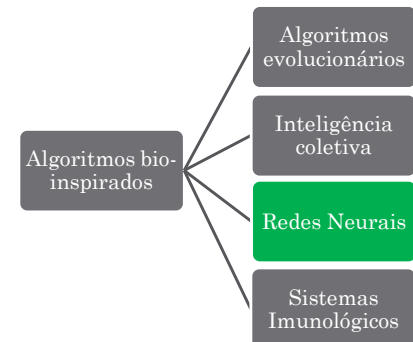 Algoritmos
evolucionários
Inteligência
coletiva
Algoritmos bio-
inspirados
Redes Neurais
Sistemas
Imunológicos